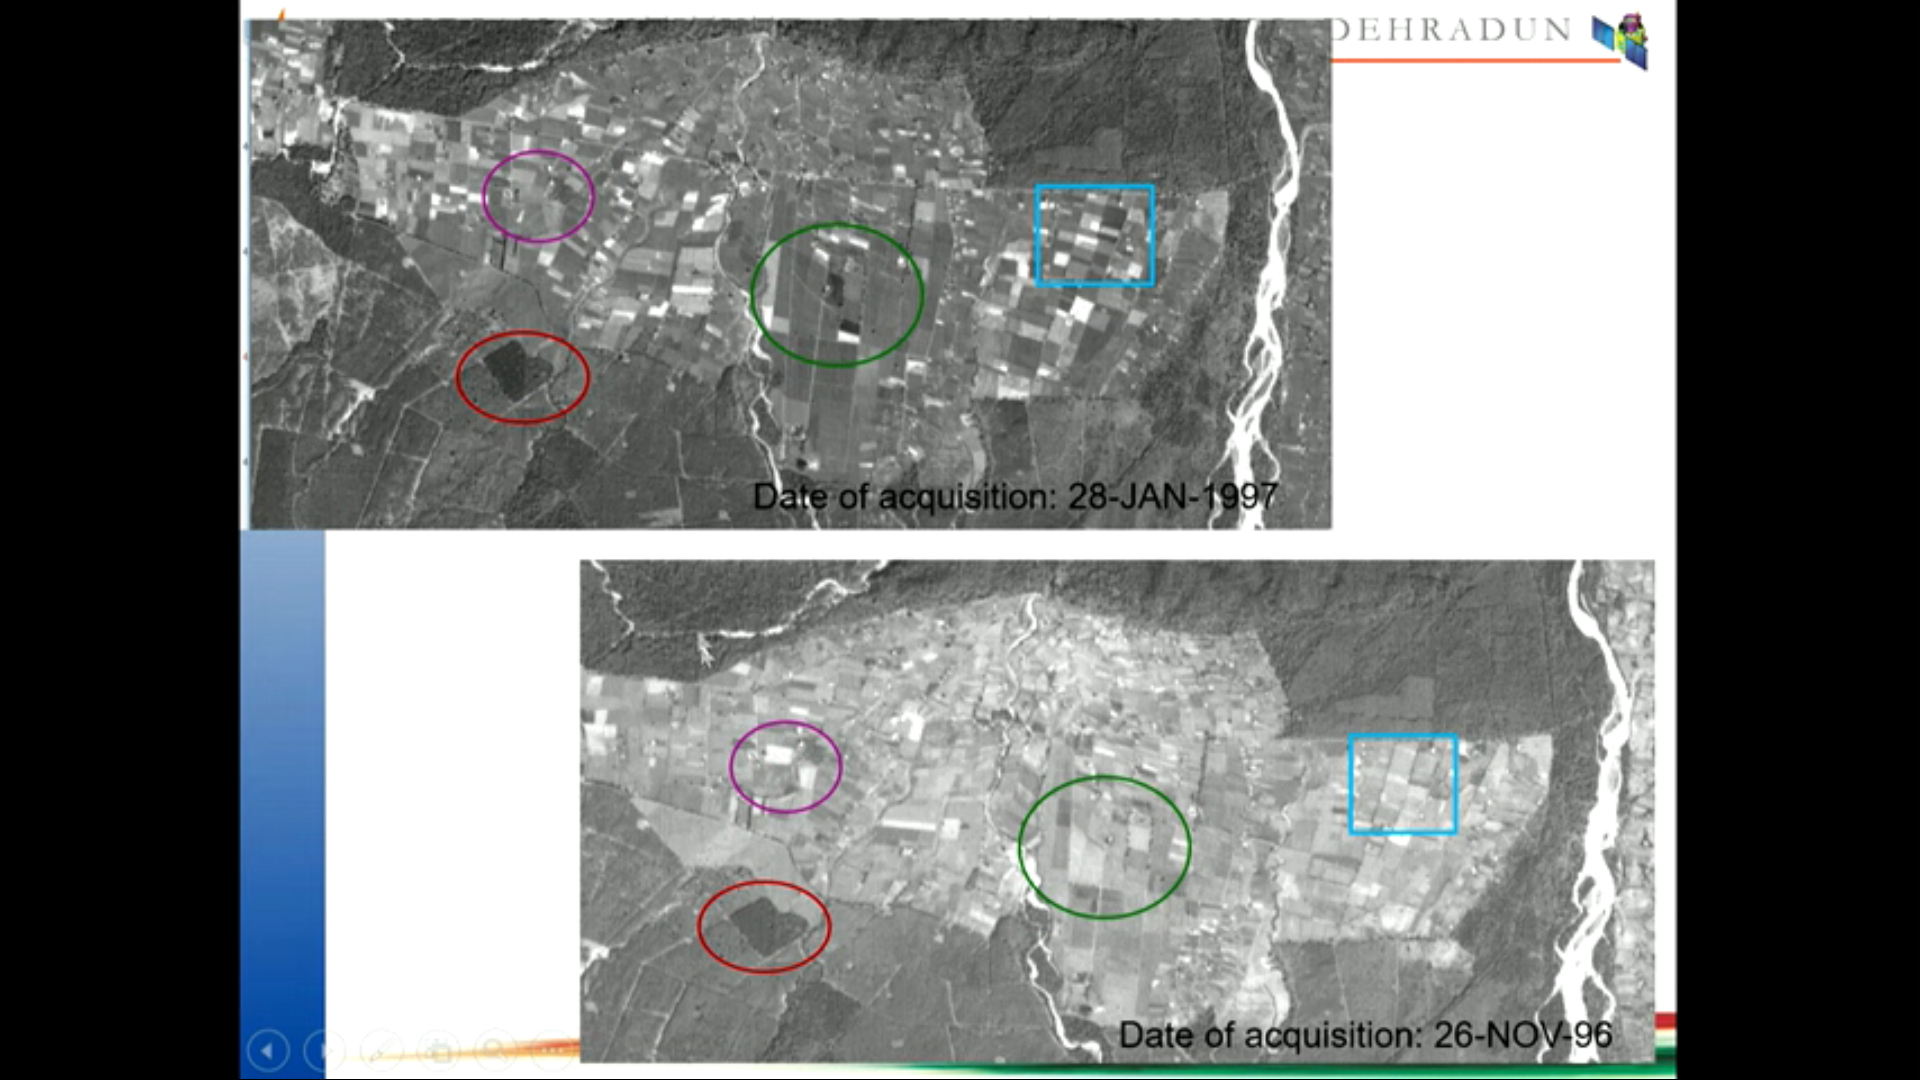 DEHRADUN
Date of acquisition: 28-JAN-1997
Date of acquisition: 26-NOV-96